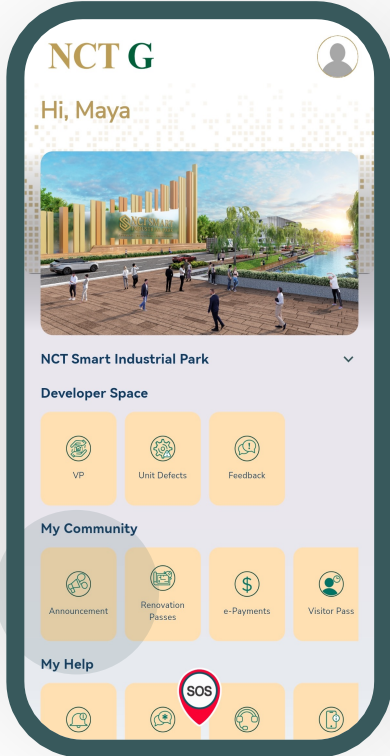 NCT G
Hi, Maya
NCT Smart Industrial Park
Developer Space
VP
Unit Defects
Feedback
My Community
Announcement
Renovation
Passes
e-Payments
Visitor Pass
My Help
SOS